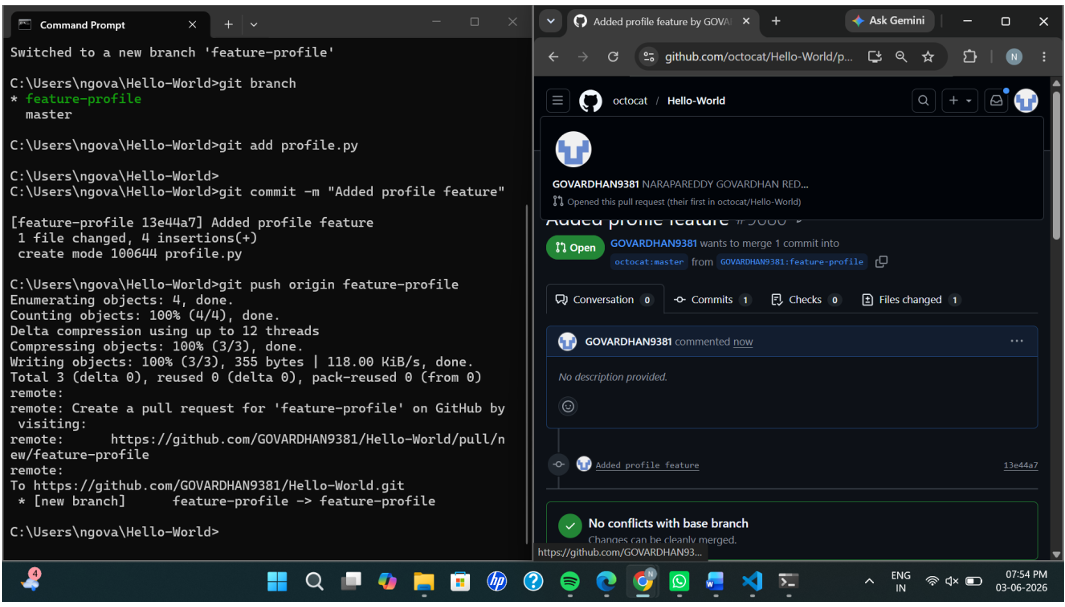 Command Prompt
Switched to a new branch 'feature-profile'
C:\Users\ngova\Hello-World>git branch
* feature-profile
master
C:\Users\ngova\Hello-World>git add profile.py
C:\Users\ngova\Hello-World>
C:\Users\ngova\Hello-World>git commit -m "Added profile feature"
[feature-profile 13e44a7] Added profile feature
1 file changed, 4 insertions(+)
create mode 100644 profile.py
C:\Users\ngova\Hello-World>git push origin feature-profile
Enumerating objects: 4, done.
Counting objects: 100% (4/4), done.
Delta compression using up to 12 threads
Compressing objects: 100% (3/3), done.
Writing objects: 100% (3/3), 355 bytes | 118.00 KiB/s, done.
Total 3 (delta 0), reused 0 (delta 0), pack-reused 0 (from 0)
remote:
remote: Create a pull request for 'feature-profile' on GitHub by
visiting:
remote: https://github.com/GOVARDHAN9381/Hello-World/pull/n
ew/feature-profile
remote:
To https://github.com/GOVARDHAN9381/Hello-World.git
* [new branch] feature-profile -> feature-profile
C:\Users\ngova\Hello-World>
Added profile feature by GOVA
Ask Gemini
github.com/octocat/Hello-World/p...
N
octocat / Hello-World
GOVARDHAN9381 NARAPAREDDY GOVARDHAN RED...
Opened this pull request (their first in octocat/Hello-World)
Added profile feature
Open
GOVARDHAN9381 wants to merge 1 commit into
octocat:master from GOVARDHAN9381:feature-profile
Conversation 0 Commits 1 Checks 0 Files changed 1
GOVARDHAN9381 commented now
No description provided.
Added profile feature 13e44a7
No conflicts with base branch
Changes can be cleanly merged.
https://github.com/GOVARDHAN93...
4
hp
N
ENG
IN
07:54 PM
03-06-2026